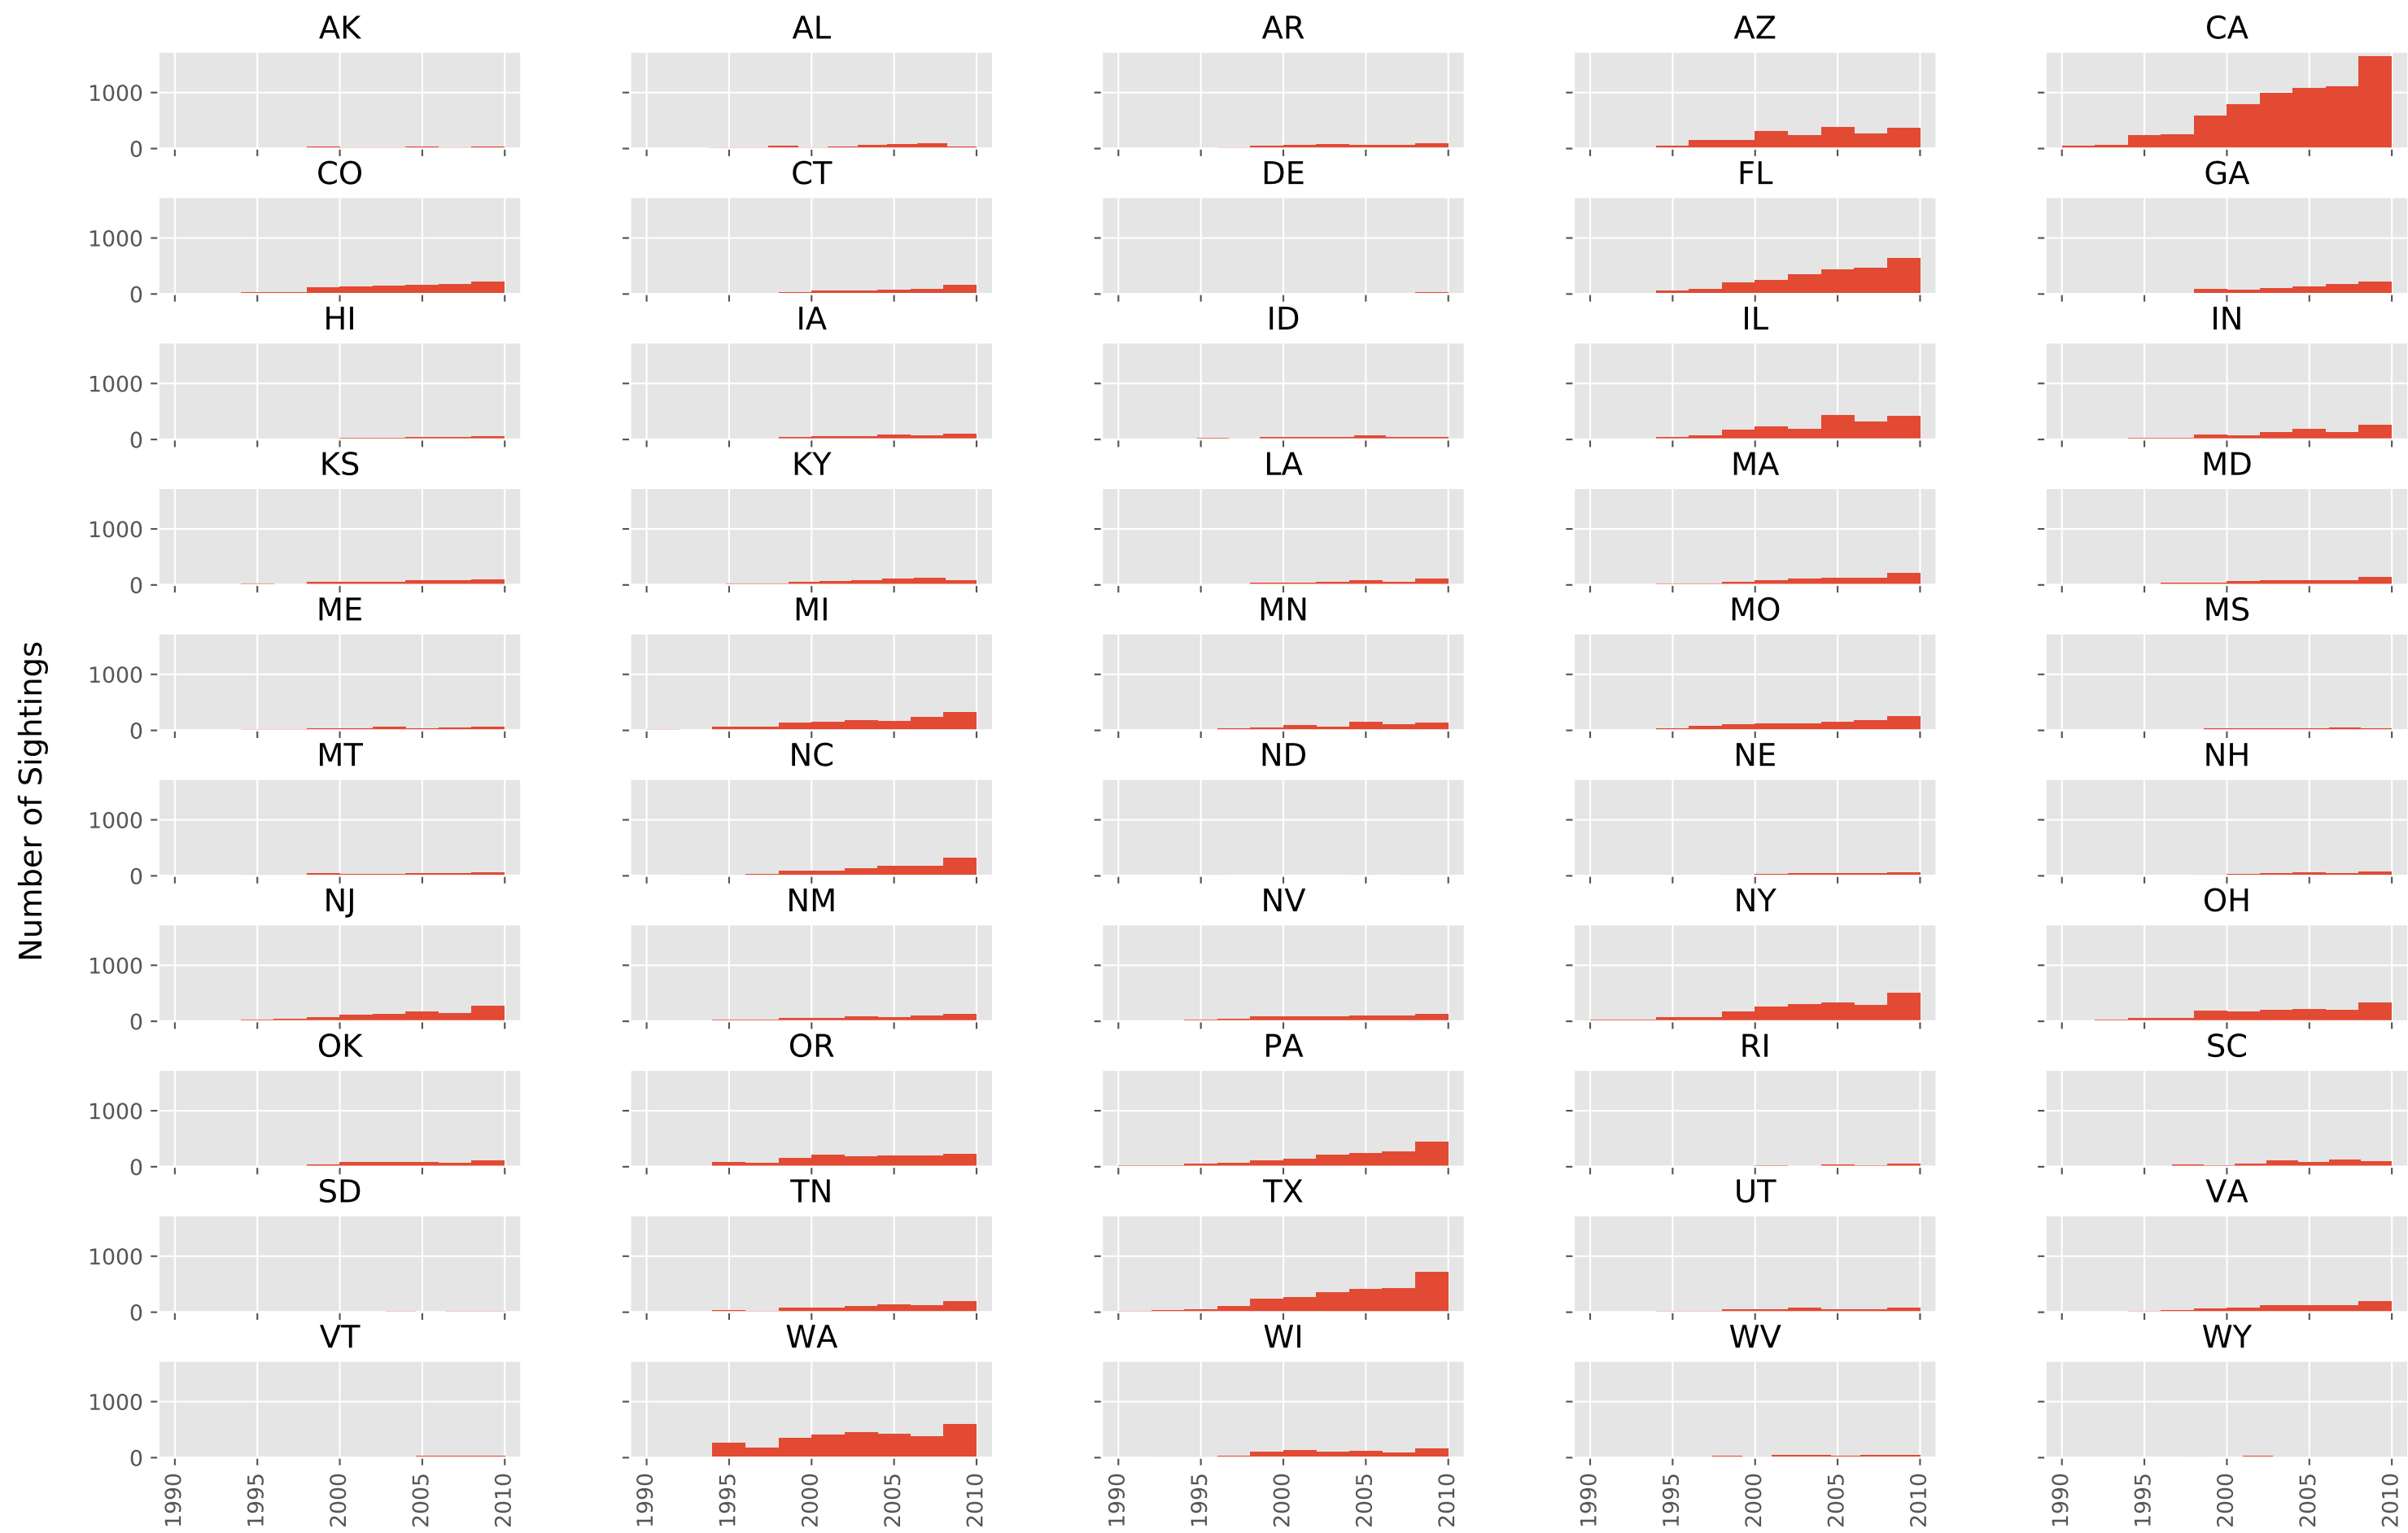 AK AL AR AZ CA
1000
0
CO CT DE FL GA
1000
0
HI IA ID IL IN
1000
0
KS KY LA MA MD
1000
0
ME MI MN MO MS
1000
0
Number of Sightings
MT NC ND NE NH
1000
0
NJ NM NV NY OH
1000
0
OK OR PA RI SC
1000
0
SD TN TX UT VA
1000
0
VT WA WI WV WY
1000
0
1990 1995 2000 2005 2010 1990 1995 2000 2005 2010 1990 1995 2000 2005 2010 1990 1995 2000 2005 2010 1990 1995 2000 2005 2010